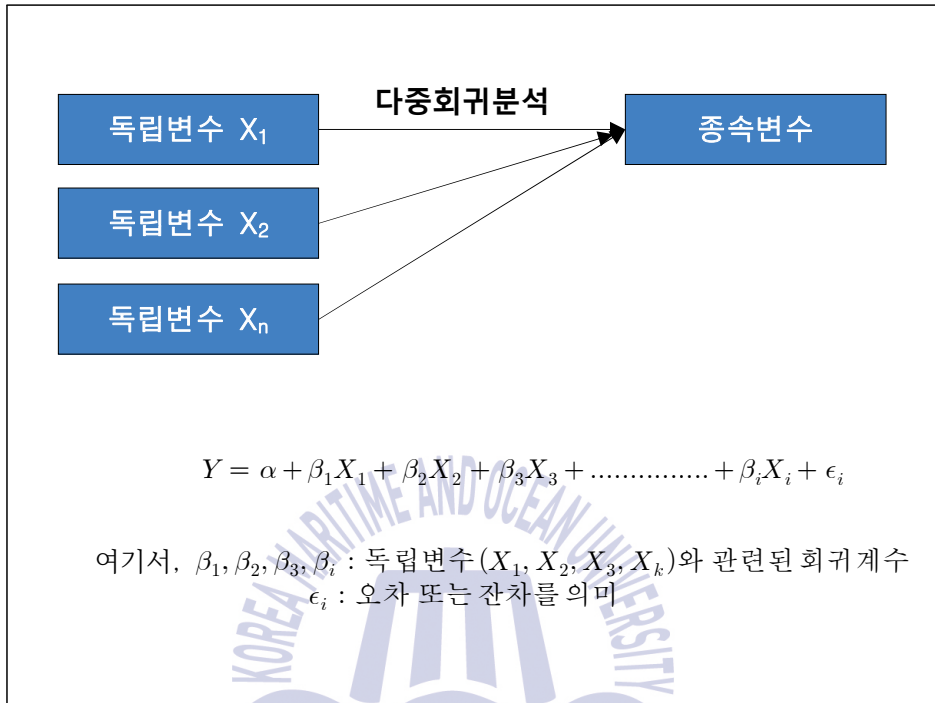 다중회귀분석
독립변수 X₁
종속변수
독립변수 X₂
독립변수 Xₙ
Y = α + β₁X₁ + β₂X₂ + β₃X₃ + ............... + βᵢXᵢ + ϵᵢ
여기서, β₁, β₂, β₃, βᵢ : 독립변수(X₁, X₂, X₃, Xₖ)와 관련된 회귀계수
ϵᵢ : 오차 또는 잔차를 의미
KOREA MARITIME AND OCEAN UNIVERSITY